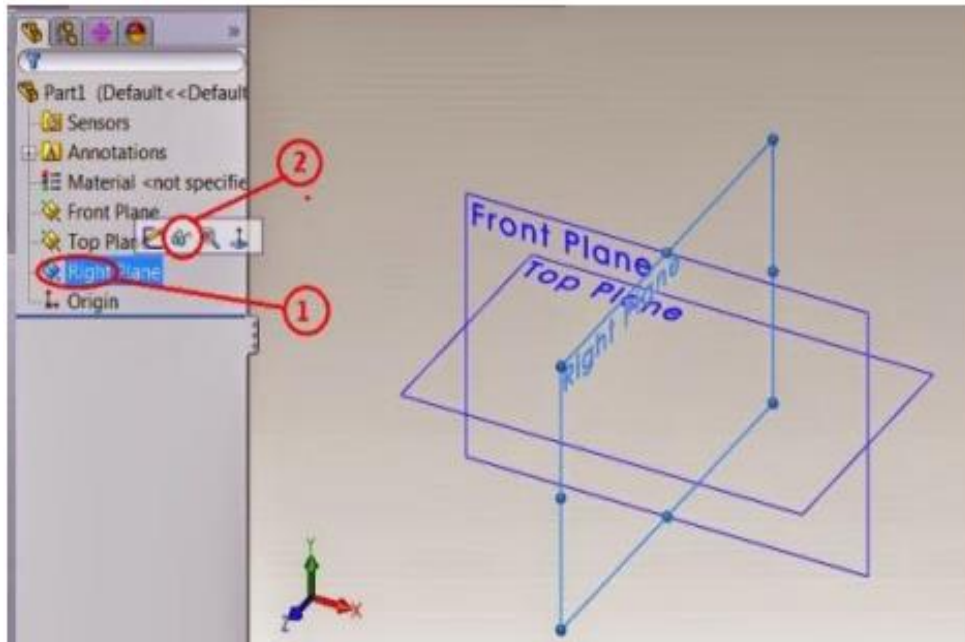 »
Part1 (Default<<Default
Sensors
Annotations
Material <not specifie
Front Plane
Top Plan
Right Plane
Origin
2
1
Front Plane
Top Plane
Right Plane
Y
X
Z